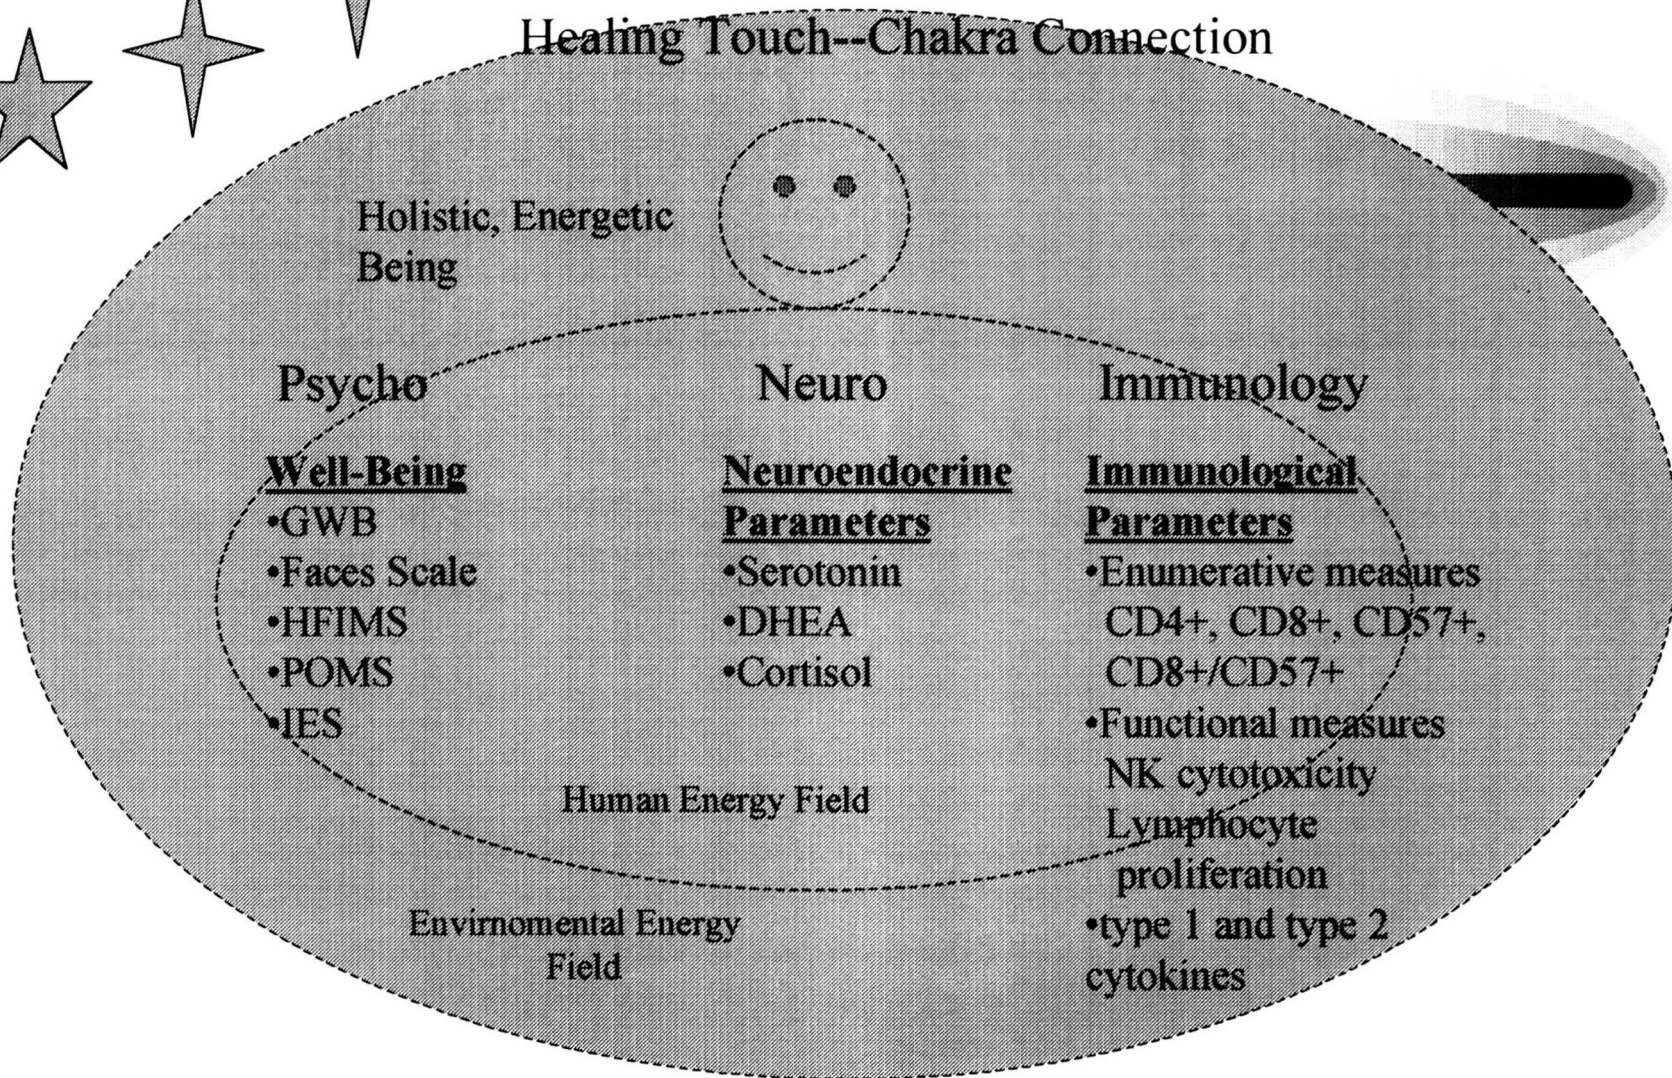 Healing Touch--Chakra Connection
Holistic, Energetic
Being
Psycho
Neuro
Immunology
Well-Being
•GWB
•Faces Scale
•HFIMS
•POMS
•IES
Neuroendocrine
Parameters
•Serotonin
•DHEA
•Cortisol
Immunological
Parameters
•Enumerative measures
CD4+, CD8+, CD57+,
CD8+/CD57+
•Functional measures
NK cytotoxicity
Lymphocyte
proliferation
•type 1 and type 2
cytokines
Human Energy Field
Envirnomental Energy
Field